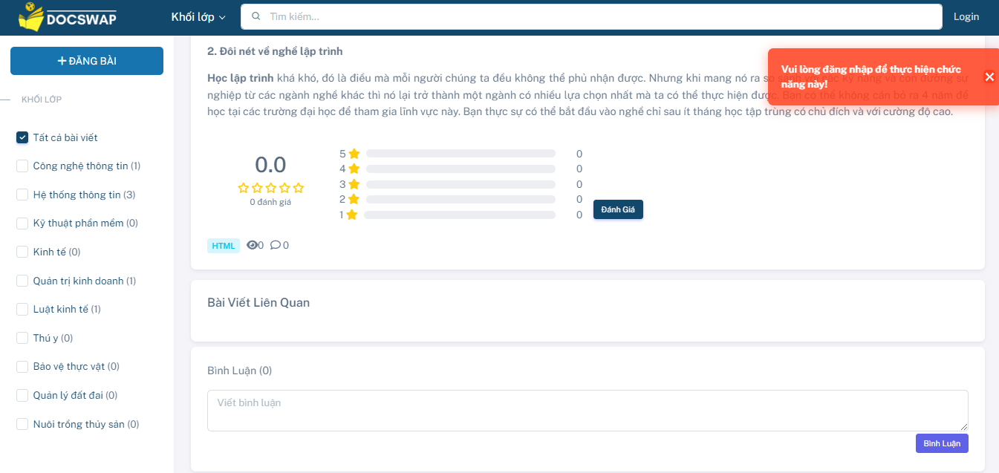 DOCSWAP
Khối lớp
Tìm kiếm...
Login
+ ĐĂNG BÀI
KHỐI LỚP
Tất cả bài viết
Công nghệ thông tin (1)
Hệ thống thông tin (3)
Kỹ thuật phần mềm (0)
Kinh tế (0)
Quản trị kinh doanh (1)
Luật kinh tế (1)
Thú y (0)
Bảo vệ thực vật (0)
Quản lý đất đai (0)
Nuôi trồng thủy sản (0)
2. Đôi nét về nghề lập trình
Học lập trình khá khó, đó là điều mà mỗi người chúng ta đều không thể phủ nhận được. Nhưng khi mang nó ra so sánh với các kỹ năng và con đường sự
nghiệp từ các ngành nghề khác thì nó lại trở thành một ngành có nhiều lựa chọn nhất mà ta có thể thực hiện được. Bạn có thể không cần bỏ ra 4 năm để
học tại các trường đại học để tham gia lĩnh vực này. Bạn thực sự có thể bắt đầu vào nghề chỉ sau ít tháng học tập trùng có chủ đích và với cường độ cao.
Vui lòng đăng nhập để thực hiện chức
năng này!
0.0
0 đánh giá
5 0
4 0
3 0
2 0
1 0
Đánh Giá
HTML 0 0
Bài Viết Liên Quan
Bình Luận (0)
Viết bình luận
Bình Luận